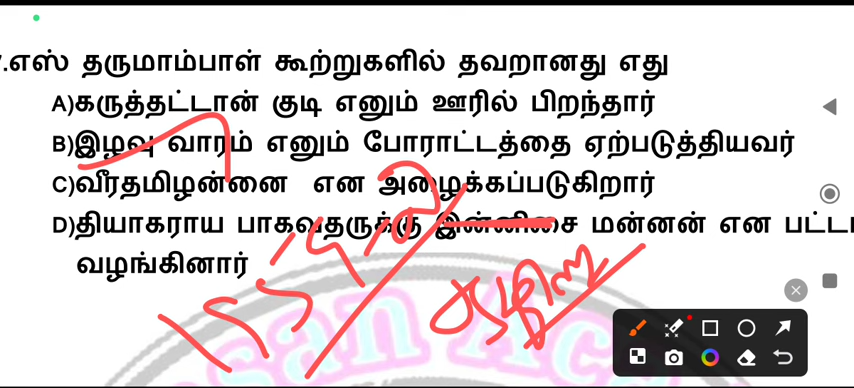 .எஸ் தருமாம்பாள் கூற்றுகளில் தவறானது எது
A)கருத்தட்டான் குடி எனும் ஊரில் பிறந்தார்
B)இழவு வாரம் எனும் போராட்டத்தை ஏற்படுத்தியவர்
C)வீரதமிழன்னை என அழைக்கப்படுகிறார்
D)தியாகராய பாகவதருக்கு இன்னிசை மன்னன் என பட்ட
வழங்கினார்